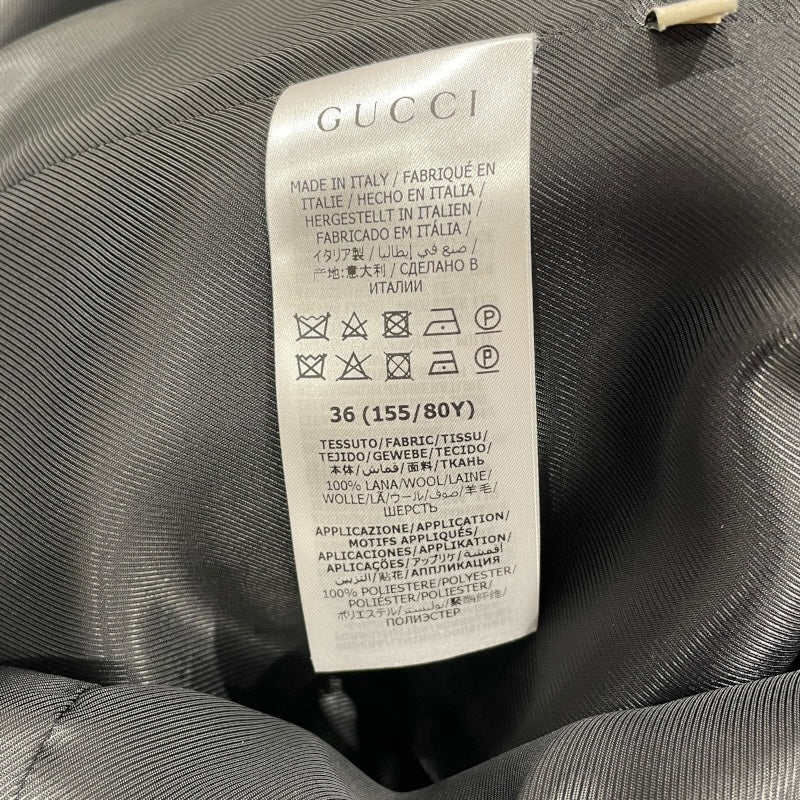 GUCCI
MADE IN ITALY / FABRIQUÉ EN
ITALIE / HECHO EN ITALIA /
HERGESTELLT IN ITALIEN /
FABRICADO EM ITÁLIA /
イタリア製 / صنع في إيطاليا /
产地:意大利 / СДЕЛАНО В
ИТАЛИИ
P
P
36 (155/80Y)
TESSUTO/FABRIC/TISSU/
TEJIDO/GEWEBE/TECIDO/
本体/قماش/面料/ТКАНЬ
100% LANA/WOOL/LAINE/
WOLLE/LÃ/ウール/صوف/羊毛/
ШЕРСТЬ
APPLICAZIONE/APPLICATION/
MOTIFS APPLIQUÉS/
APLICACIONES/APPLIKATION/
APLICAÇÕES/アップリケ/أقمشة
التزيين/贴花/АППЛИКАЦИЯ
100% POLIESTERE/POLYESTER/
POLIÉSTER/POLIESTER/
ポリエステル/بوليستر/聚酯纤维/
ПОЛИЭСТЕР